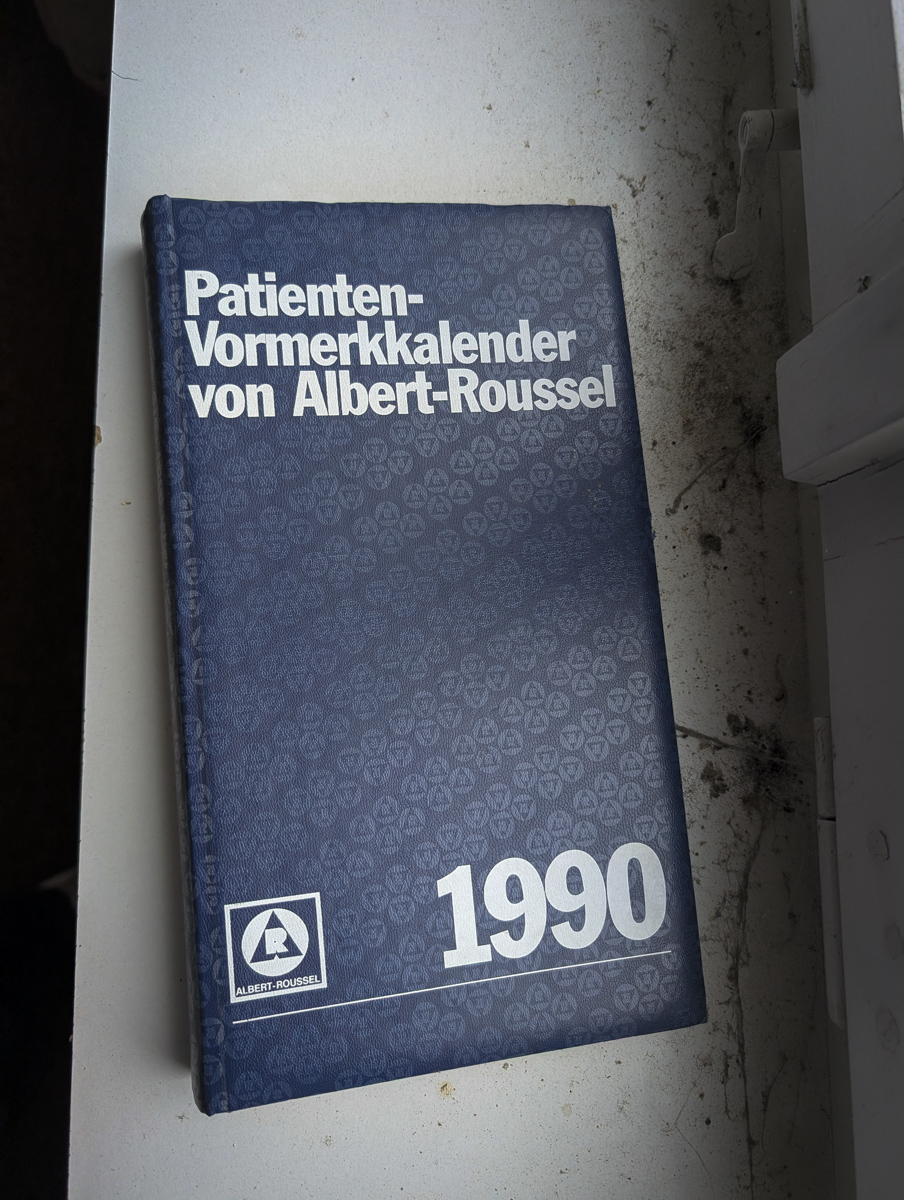 Patienten-
Vormerkkalender
von Albert-Roussel
1990
R
ALBERT-ROUSSEL